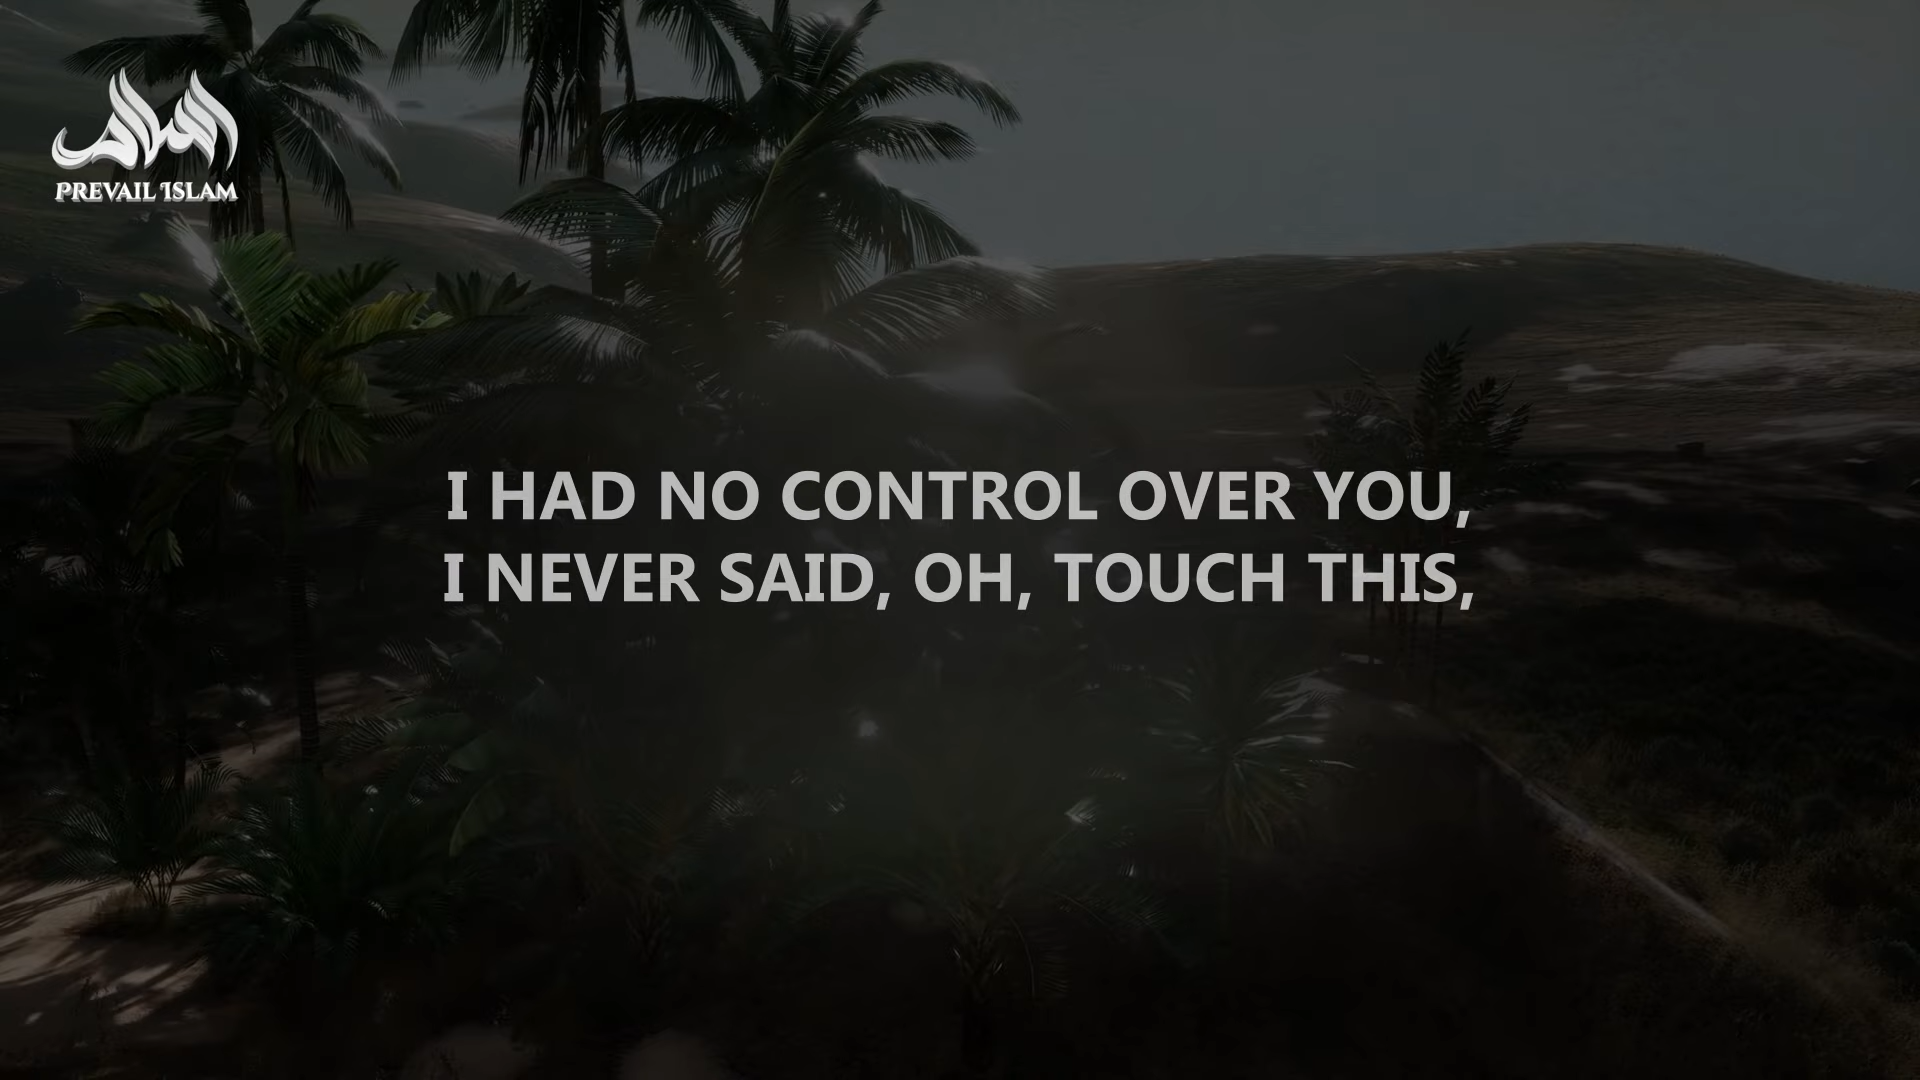 PREVAIL ISLAM
I HAD NO CONTROL OVER YOU,
I NEVER SAID, OH, TOUCH THIS,